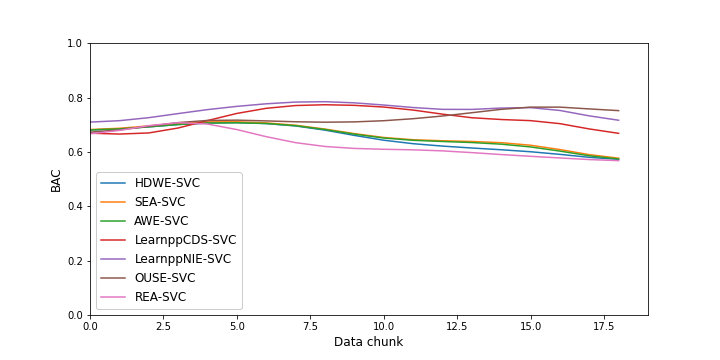 1.0
0.8
0.6
0.4
0.2
0.0
BAC
HDWE-SVC
SEA-SVC
AWE-SVC
LearnppCDS-SVC
LearnppNIE-SVC
OUSE-SVC
REA-SVC
0.0 2.5 5.0 7.5 10.0 12.5 15.0 17.5
Data chunk